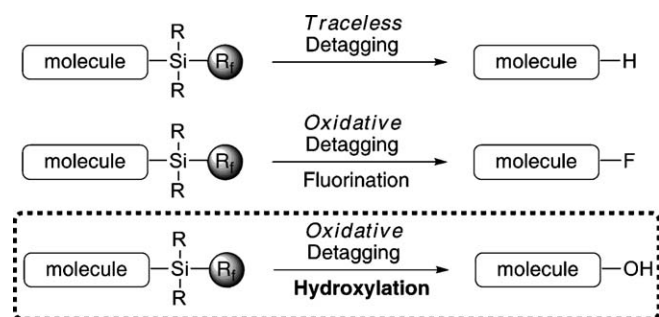 R
Traceless
molecule Si Rf Detagging molecule H
R
R
Oxidative
molecule Si Rf Detagging molecule F
R
Fluorination
R
Oxidative
molecule Si Rf Detagging molecule OH
R
Hydroxylation